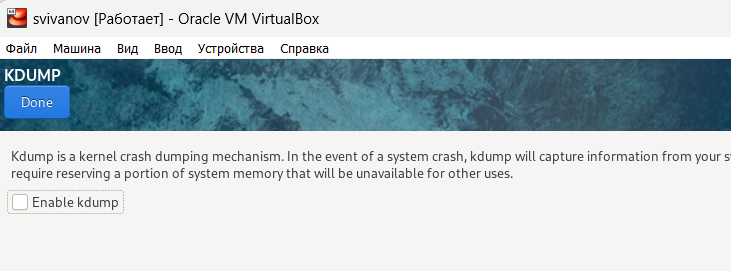 svivanov [Работает] - Oracle VM VirtualBox
Файл Машина Вид Ввод Устройства Справка
KDUMP
Done
Kdump is a kernel crash dumping mechanism. In the event of a system crash, kdump will capture information from your
require reserving a portion of system memory that will be unavailable for other uses.
Enable kdump